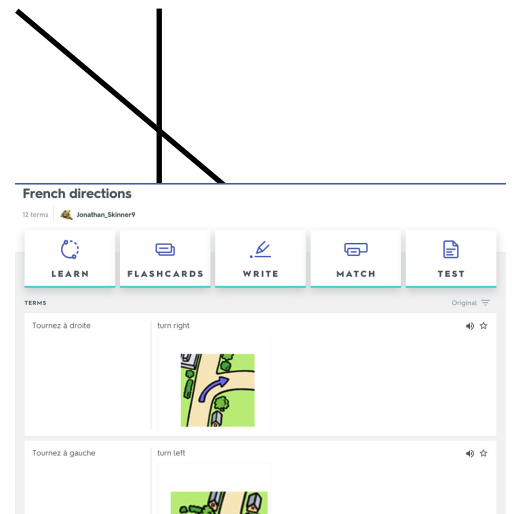 French directions
12 terms Jonathan_Skinner9
LEARN FLASHCARDS WRITE MATCH TEST
TERMS Original
Tournez à droite turn right
Tournez à gauche turn left